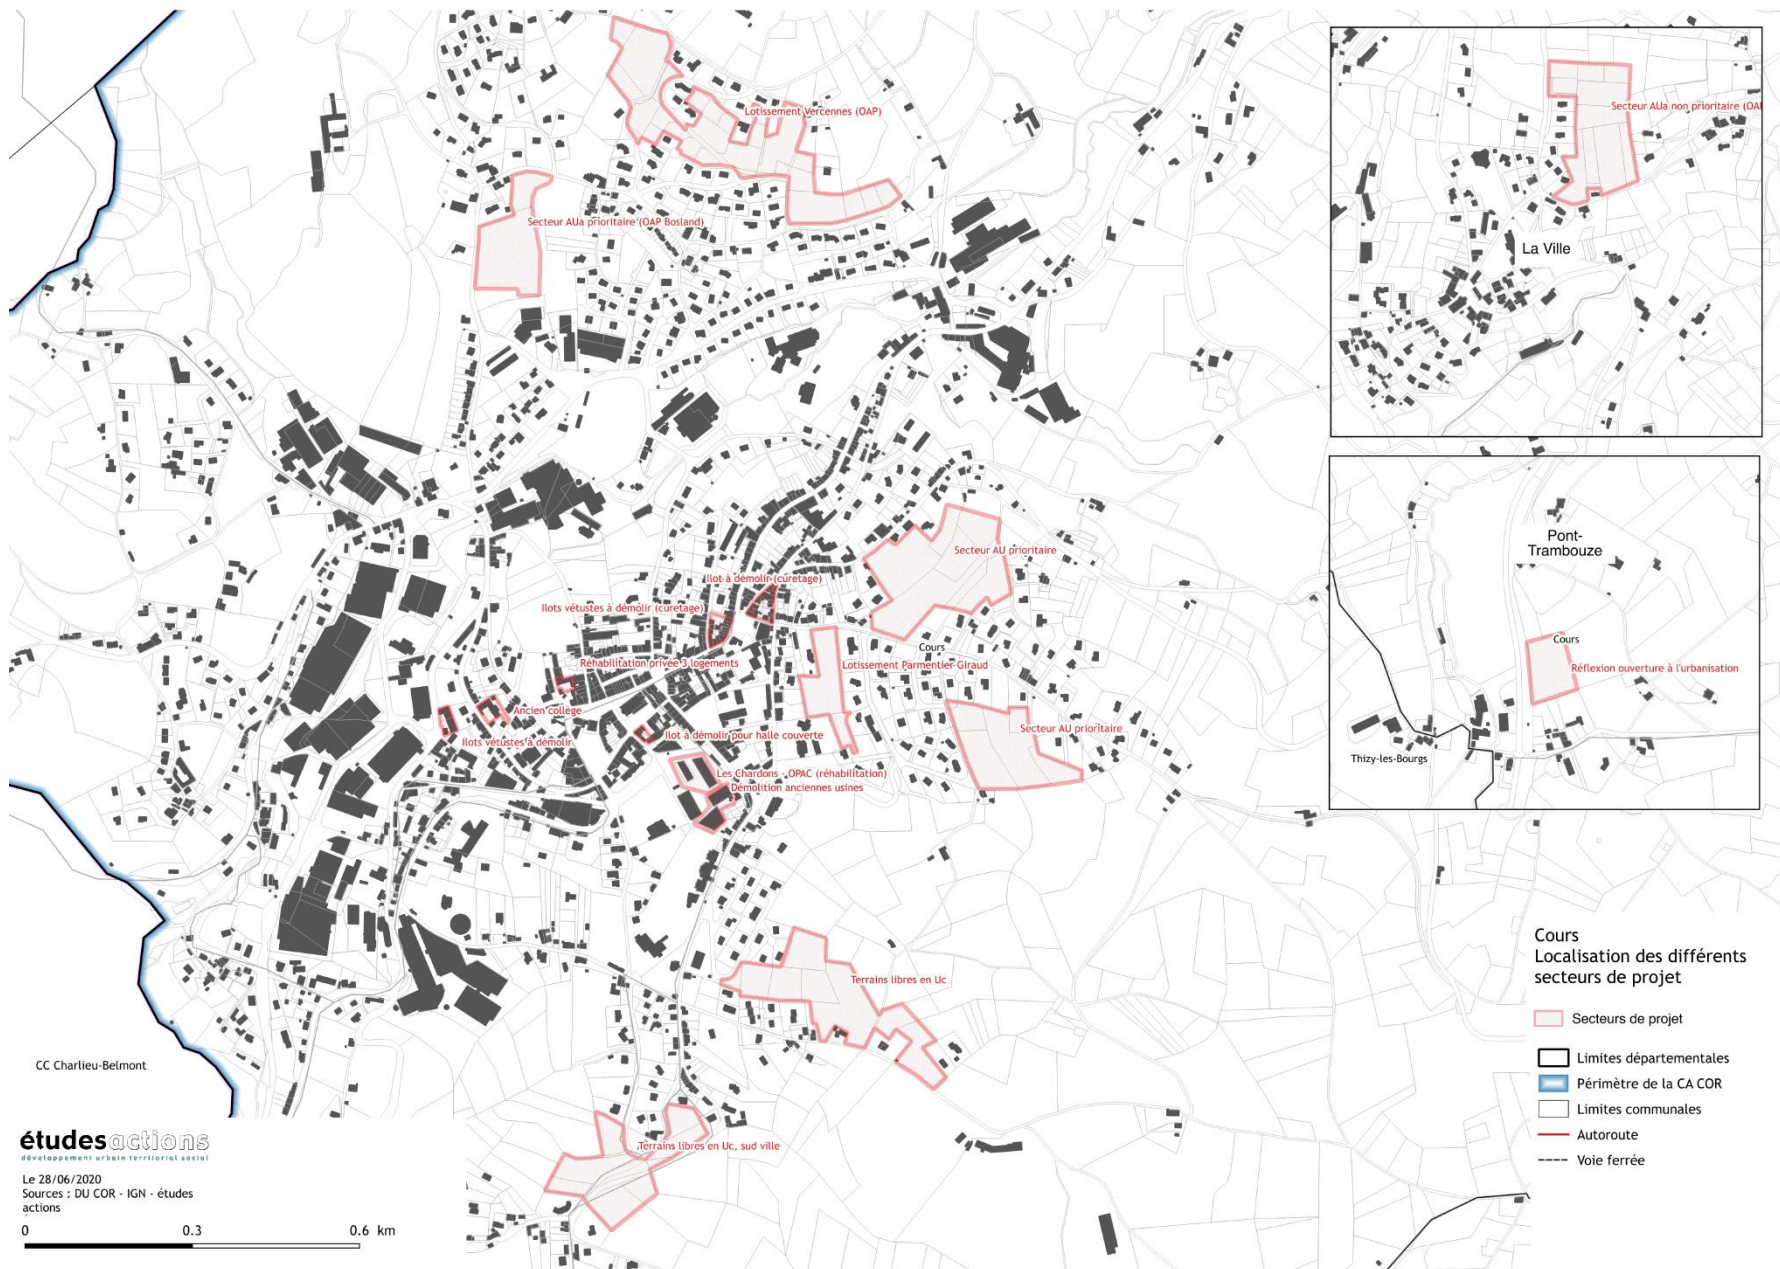 Lotissement Vercennes (OAP)
Secteur AUa prioritaire (OAP Bosland)
Secteur AUa non prioritaire (OAI
La Ville
Pont-
Trambouze
Cours
Réflexion ouverture à l'urbanisation
Thizy-les-Bourgs
Secteur AU prioritaire
Ilot à démolir (curetage)
Ilots vétustes à démolir (curetage)
Cours
Réhabilitation privée 3 logements
Lotissement Parmentier-Giraud
Ancien collège
Secteur AU prioritaire
Ilot à démolir pour halle couverte
Ilots vétustes à démolir
Les Chardons - OPAC (réhabilitation)
Démolition anciennes usines
Terrains libres en Uc
Terrains libres en Uc, sud ville
CC Charlieu-Belmont
Cours
Localisation des différents
secteurs de projet
Secteurs de projet
Limites départementales
Périmètre de la CA COR
Limites communales
Autoroute
Voie ferrée
étudesactions
développement urbain territorial social
Le 28/06/2020
Sources : DU COR - IGN - études
actions
0 0.3 0.6 km